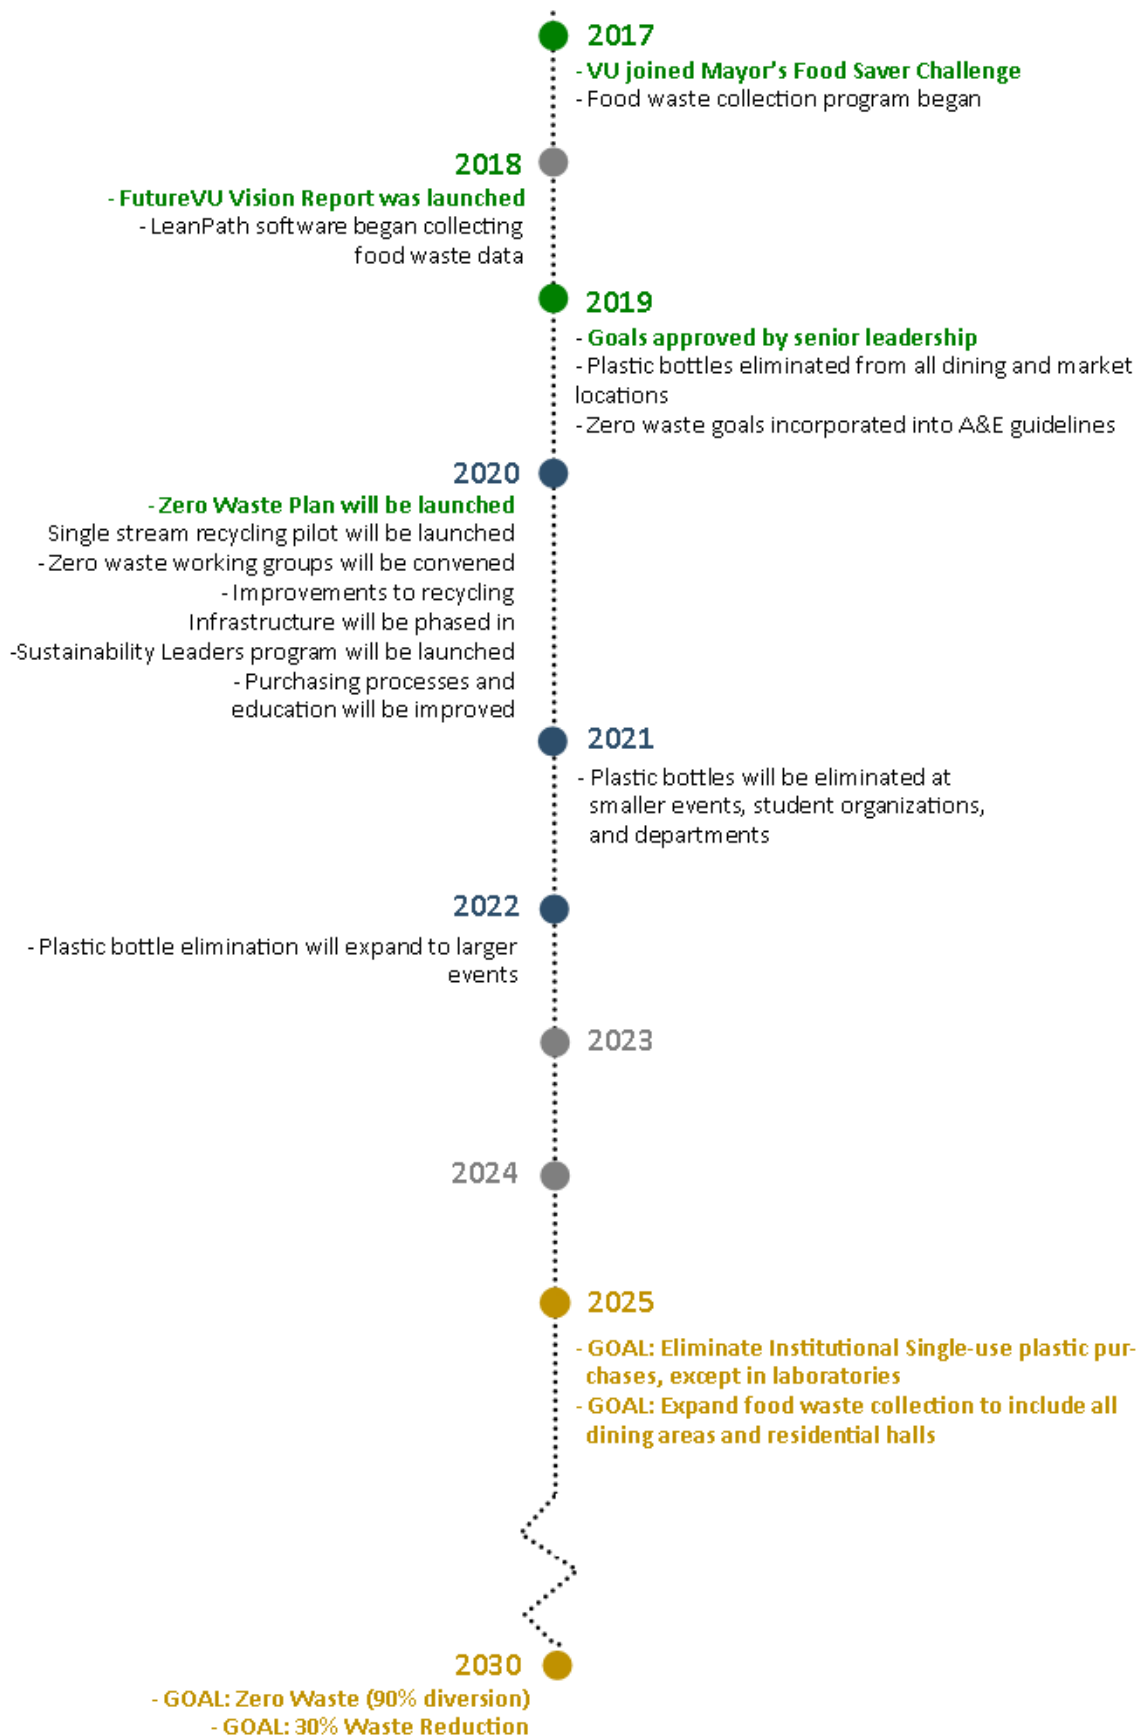 2017
- VU joined Mayor's Food Saver Challenge
- Food waste collection program began
2018
- FutureVU Vision Report was launched
- LeanPath software began collecting
food waste data
2019
- Goals approved by senior leadership
- Plastic bottles eliminated from all dining and market
locations
- Zero waste goals incorporated into A&E guidelines
2020
- Zero Waste Plan will be launched
Single stream recycling pilot will be launched
- Zero waste working groups will be convened
- Improvements to recycling
Infrastructure will be phased in
-Sustainability Leaders program will be launched
- Purchasing processes and
education will be improved
2021
- Plastic bottles will be eliminated at
smaller events, student organizations,
and departments
2022
- Plastic bottle elimination will expand to larger
events
2023
2024
2025
- GOAL: Eliminate Institutional Single-use plastic pur-
chases, except in laboratories
- GOAL: Expand food waste collection to include all
dining areas and residential halls
2030
- GOAL: Zero Waste (90% diversion)
- GOAL: 30% Waste Reduction